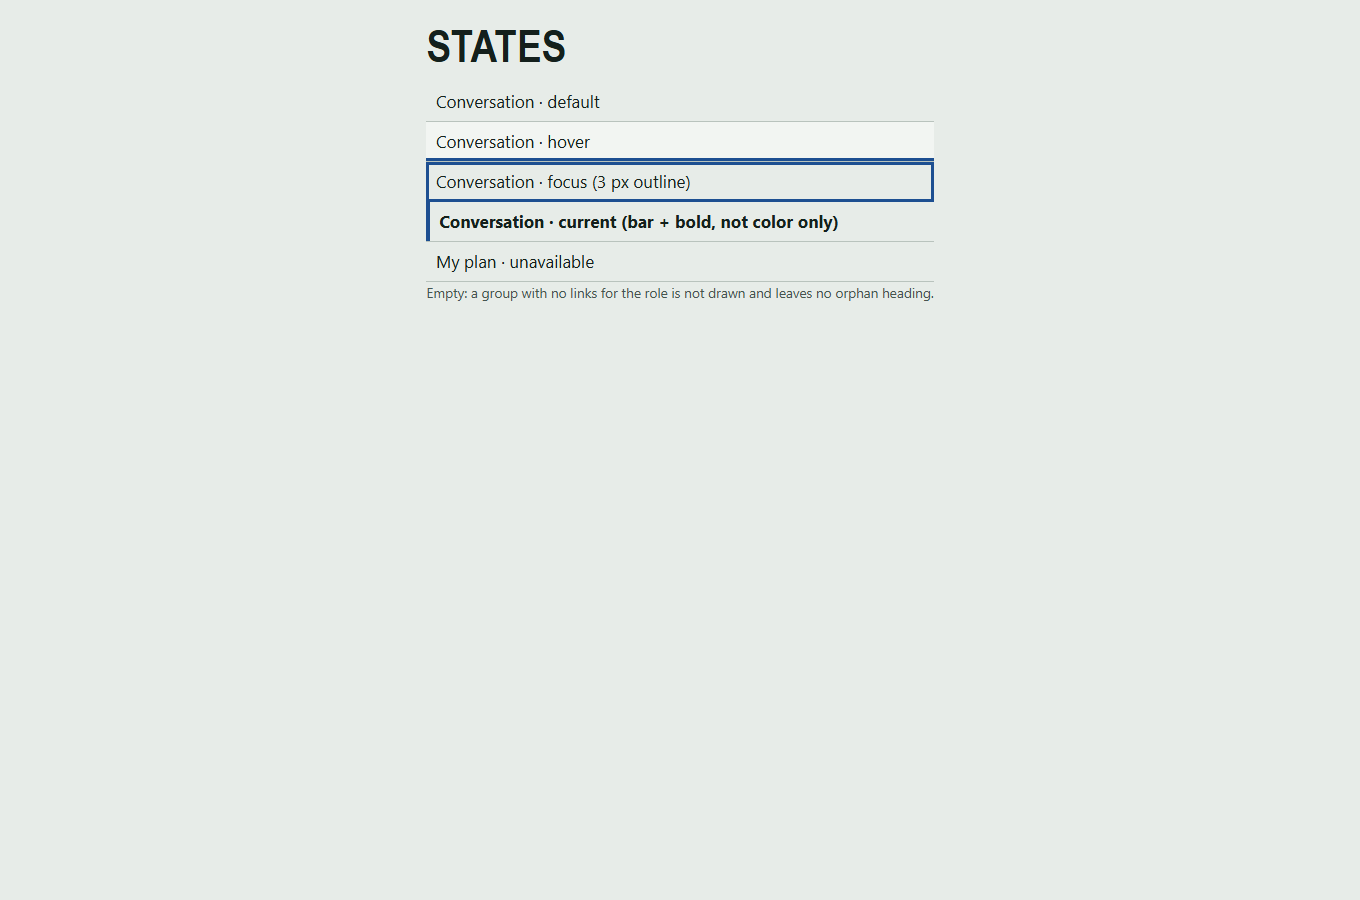 STATES
Conversation · default
Conversation · hover
Conversation · focus (3 px outline)
Conversation · current (bar + bold, not color only)
My plan · unavailable
Empty: a group with no links for the role is not drawn and leaves no orphan heading.